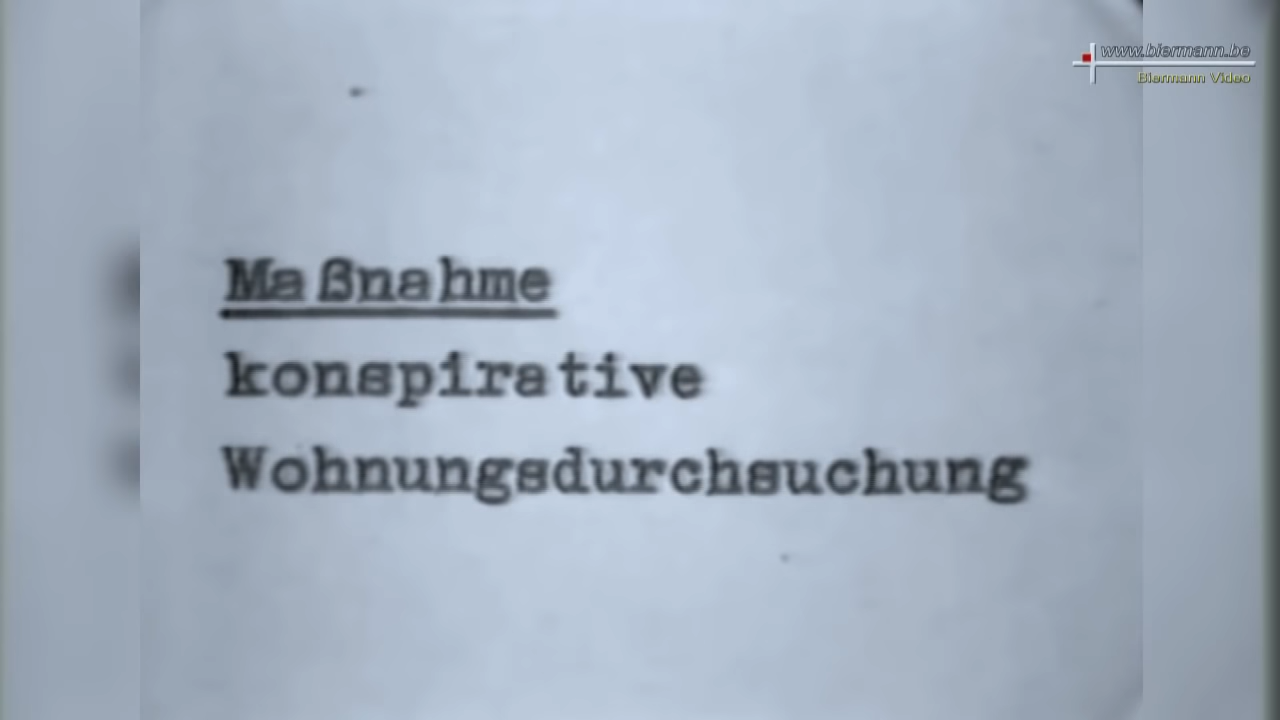 www.biermann.be
Biermann Video
Maßnahme
konspirative
Wohnungsdurchsuchung